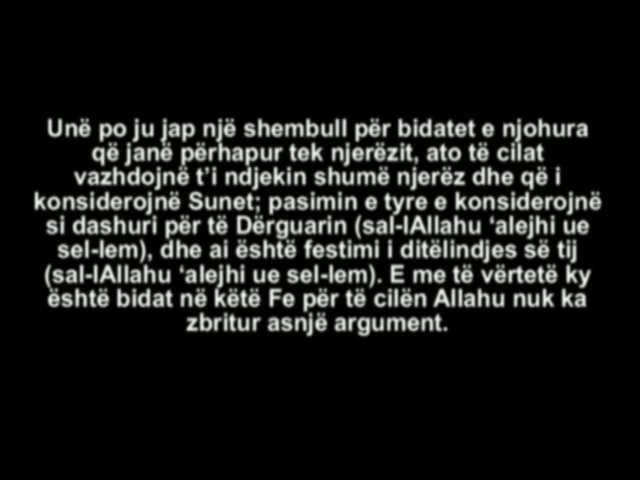 Unë po ju jap një shembull për bidatet e njohura
që janë përhapur tek njerëzit, ato të cilat
vazhdojnë t’i ndjekin shumë njerëz dhe që i
konsiderojnë Sunet; pasimin e tyre e konsiderojnë
si dashuri për të Dërguarin (sal-lAllahu ‘alejhi ue
sel-lem), dhe ai është festimi i ditëlindjes së tij
(sal-lAllahu ‘alejhi ue sel-lem). E me të vërtetë ky
është bidat në këtë Fe për të cilën Allahu nuk ka
zbritur asnjë argument.